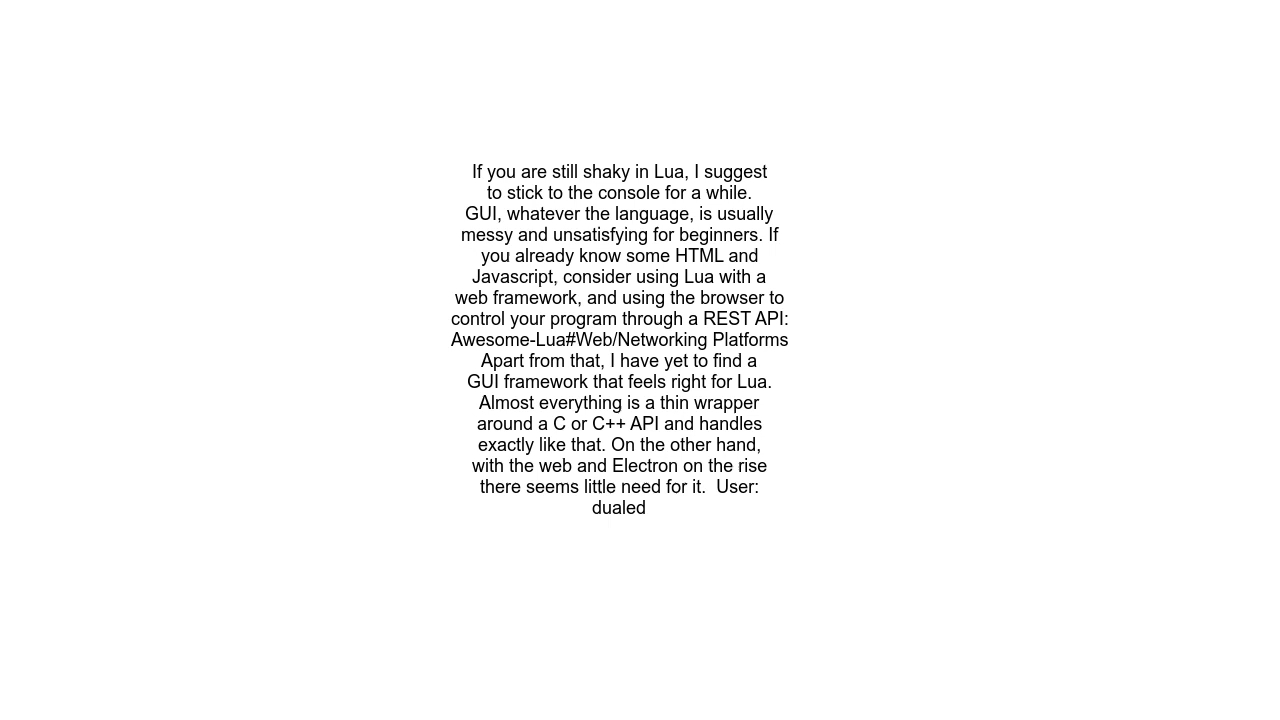 If you are still shaky in Lua, I suggest
to stick to the console for a while.
GUI, whatever the language, is usually
messy and unsatisfying for beginners. If
you already know some HTML and
Javascript, consider using Lua with a
web framework, and using the browser to
control your program through a REST API:
Awesome-Lua#Web/Networking Platforms
Apart from that, I have yet to find a
GUI framework that feels right for Lua.
Almost everything is a thin wrapper
around a C or C++ API and handles
exactly like that. On the other hand,
with the web and Electron on the rise
there seems little need for it.  User:
dualed